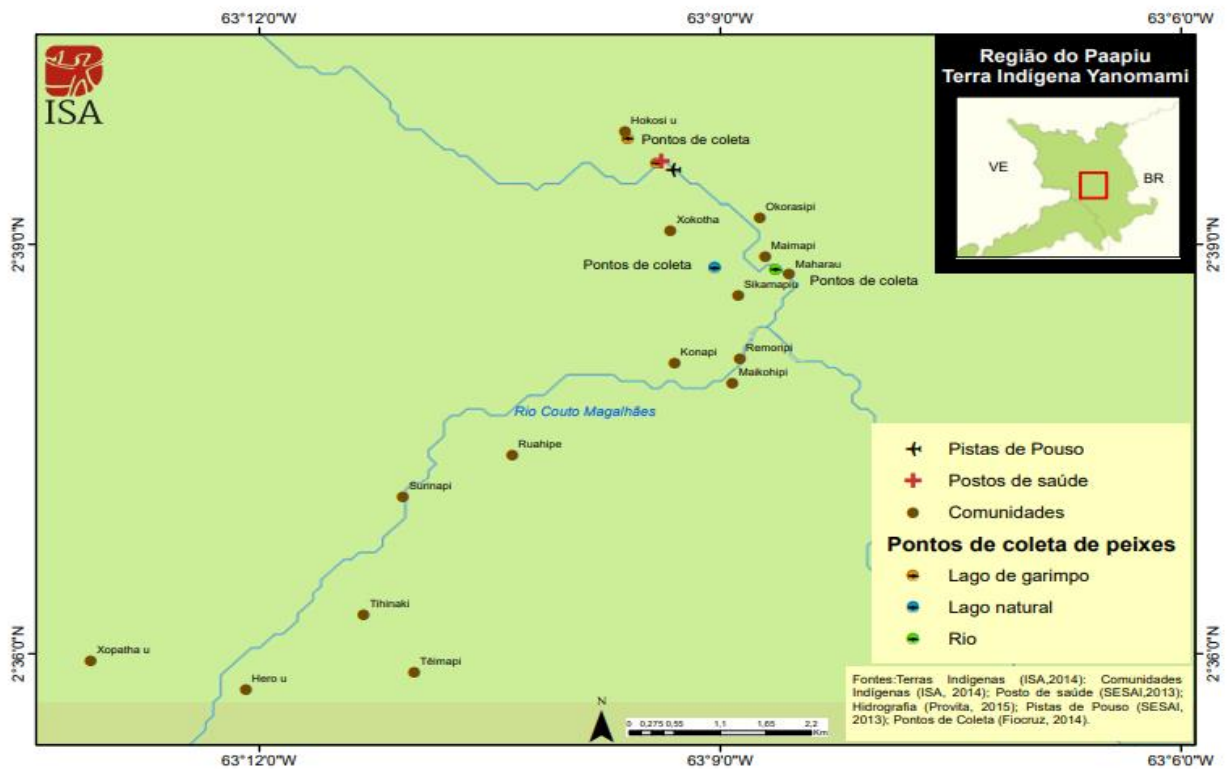 63°12'0"W
63°9'0"W
63°6'0"W
ISA
Região do Paapiu
Terra Indígena Yanomami
VE
BR
Hokosi u
Pontos de coleta
Okorasipi
Xokotha
2°39'0"N
2°39'0"N
Maimapi
Pontos de coleta
Maharau
Pontos de coleta
Sikamapiu
Konapi
Remoripi
Maikohipi
Rio Couto Magalhães
Ruahipe
Sunnapi
Tihinaki
Xopatha u
Têimapi
Hero u
2°36'0"N
2°36'0"N
Pistas de Pouso
Postos de saúde
Comunidades
Pontos de coleta de peixes
Lago de garimpo
Lago natural
Rio
Fontes:Terras Indígenas (ISA,2014): Comunidades
Indígenas (ISA, 2014); Posto de saúde (SESAI,2013);
Hidrografia (Provita, 2015); Pistas de Pouso (SESAI,
2013); Pontos de Coleta (Fiocruz, 2014).
N
0 0,275 0,55 1,1 1,65 2,2
Km
63°12'0"W
63°9'0"W
63°6'0"W